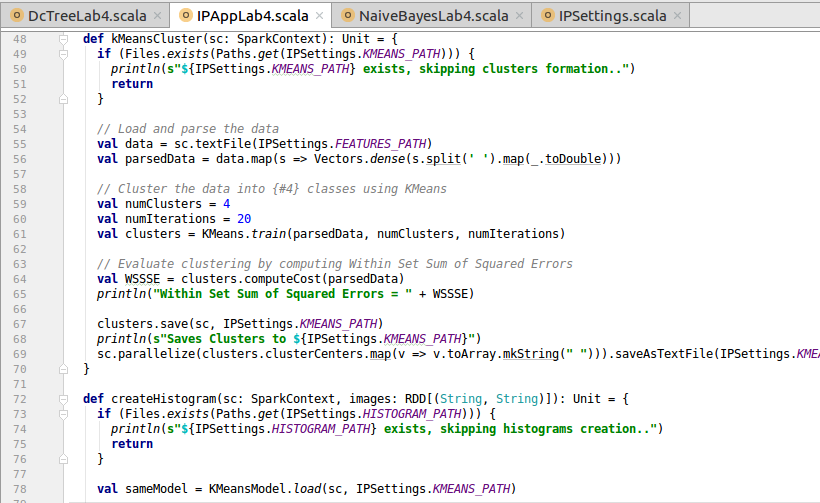 DcTreeLab4.scala IPAppLab4.scala NaiveBayesLab4.scala IPSettings.scala
48 def kMeansCluster(sc: SparkContext): Unit = {
49 if (Files.exists(Paths.get(IPSettings.KMEANS_PATH))) {
50 println(s"${IPSettings.KMEANS_PATH} exists, skipping clusters formation..")
51 return
52 }
53
54 // Load and parse the data
55 val data = sc.textFile(IPSettings.FEATURES_PATH)
56 val parsedData = data.map(s => Vectors.dense(s.split(' ').map(_.toDouble)))
57
58 // Cluster the data into {#4} classes using KMeans
59 val numClusters = 4
60 val numIterations = 20
61 val clusters = KMeans.train(parsedData, numClusters, numIterations)
62
63 // Evaluate clustering by computing Within Set Sum of Squared Errors
64 val WSSSE = clusters.computeCost(parsedData)
65 println("Within Set Sum of Squared Errors = " + WSSSE)
66
67 clusters.save(sc, IPSettings.KMEANS_PATH)
68 println(s"Saves Clusters to ${IPSettings.KMEANS_PATH}")
69 sc.parallelize(clusters.clusterCenters.map(v => v.toArray.mkString(" "))).saveAsTextFile(IPSettings.KME
70 }
71
72 def createHistogram(sc: SparkContext, images: RDD[(String, String)]): Unit = {
73 if (Files.exists(Paths.get(IPSettings.HISTOGRAM_PATH))) {
74 println(s"${IPSettings.HISTOGRAM_PATH} exists, skipping histograms creation..")
75 return
76 }
77
78 val sameModel = KMeansModel.load(sc, IPSettings.KMEANS_PATH)